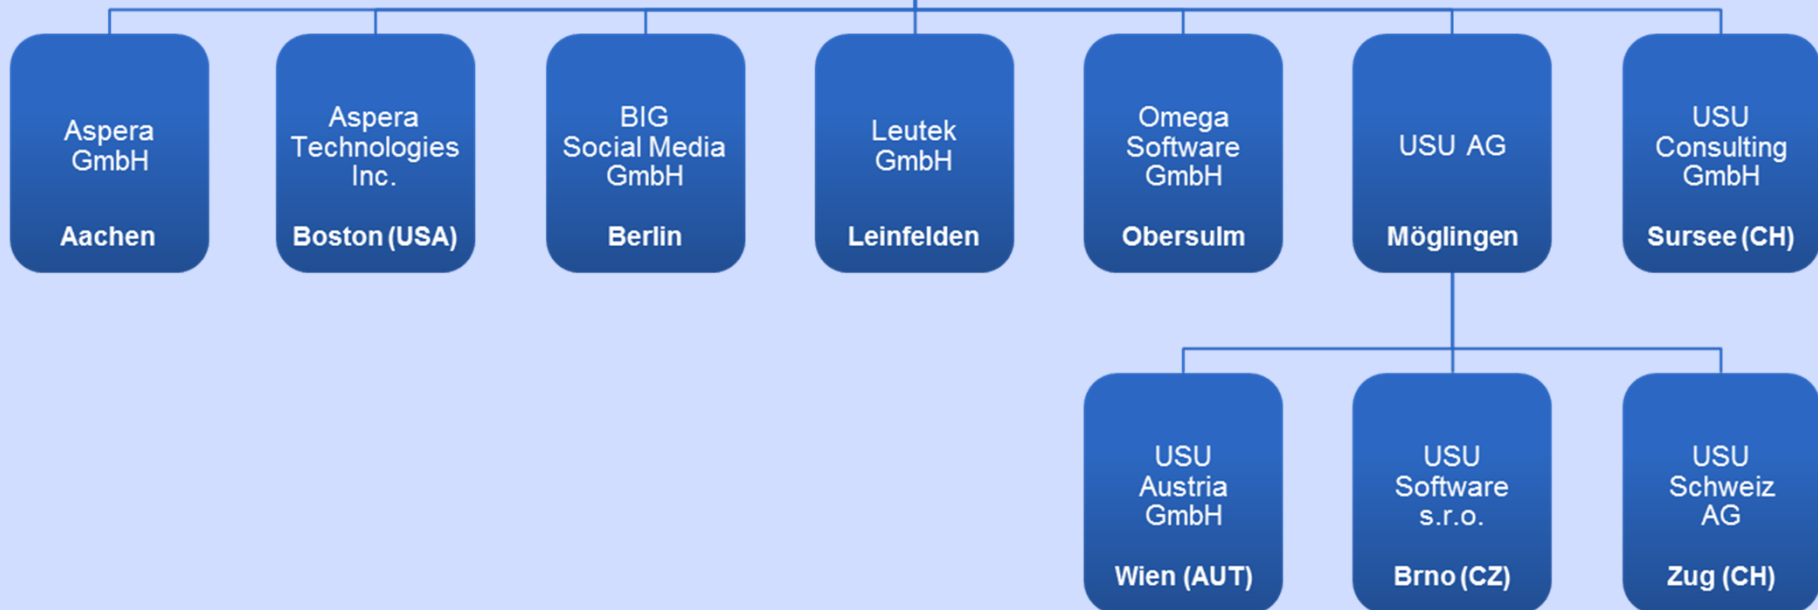 Aspera
GmbH
Aachen
Aspera
Technologies
Inc.
Boston (USA)
BIG
Social Media
GmbH
Berlin
Leutek
GmbH
Leinfelden
Omega
Software
GmbH
Obersulm
USU AG
Möglingen
USU
Consulting
GmbH
Sursee (CH)
USU
Austria
GmbH
Wien (AUT)
USU
Software
s.r.o.
Brno (CZ)
USU
Schweiz
AG
Zug (CH)